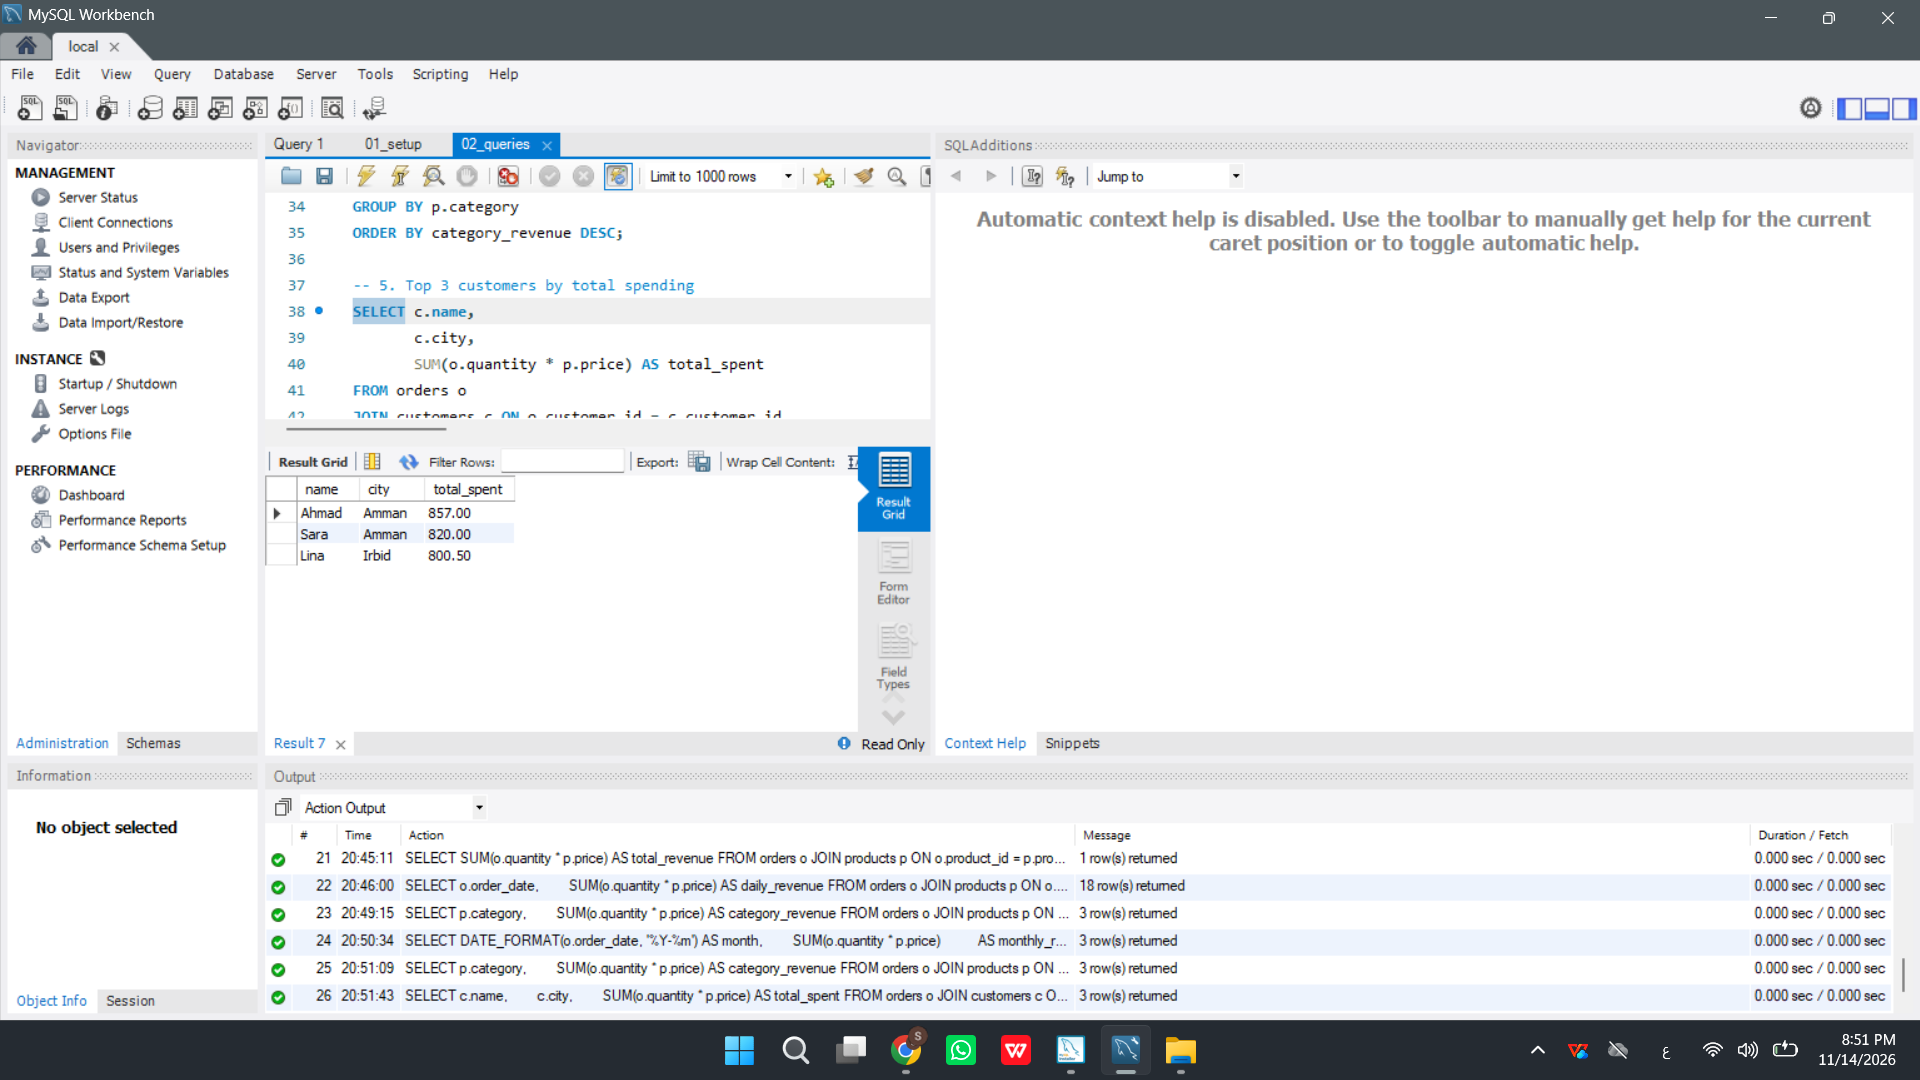 MySQL Workbench
local
File Edit View Query Database Server Tools Scripting Help
Navigator
MANAGEMENT
Server Status
Client Connections
Users and Privileges
Status and System Variables
Data Export
Data Import/Restore
INSTANCE
Startup / Shutdown
Server Logs
Options File
PERFORMANCE
Dashboard
Performance Reports
Performance Schema Setup
Administration Schemas
Information
No object selected
Object Info Session
Query 1 01_setup 02_queries
Limit to 1000 rows
34 GROUP BY p.category
35 ORDER BY category_revenue DESC;
36
37 -- 5. Top 3 customers by total spending
38 SELECT c.name,
39 c.city,
40 SUM(o.quantity * p.price) AS total_spent
41 FROM orders o
42 JOIN customers c ON o.customer_id = c.customer_id
Result Grid Filter Rows: Export: Wrap Cell Content:
name city total_spent
Ahmad Amman 857.00
Sara Amman 820.00
Lina Irbid 800.50
Result
Grid
Form
Editor
Field
Types
Result 7 Read Only
SQLAdditions
Jump to
Automatic context help is disabled. Use the toolbar to manually get help for the current
caret position or to toggle automatic help.
Context Help Snippets
Output
Action Output
# Time Action Message Duration / Fetch
21 20:45:11 SELECT SUM(o.quantity * p.price) AS total_revenue FROM orders o JOIN products p ON o.product_id = p.pro... 1 row(s) returned 0.000 sec / 0.000 sec
22 20:46:00 SELECT o.order_date, SUM(o.quantity * p.price) AS daily_revenue FROM orders o JOIN products p ON o.... 18 row(s) returned 0.000 sec / 0.000 sec
23 20:49:15 SELECT p.category, SUM(o.quantity * p.price) AS category_revenue FROM orders o JOIN products p ON ... 3 row(s) returned 0.000 sec / 0.000 sec
24 20:50:34 SELECT DATE_FORMAT(o.order_date, '%Y-%m') AS month, SUM(o.quantity * p.price) AS monthly_r... 3 row(s) returned 0.000 sec / 0.000 sec
25 20:51:09 SELECT p.category, SUM(o.quantity * p.price) AS category_revenue FROM orders o JOIN products p ON ... 3 row(s) returned 0.000 sec / 0.000 sec
26 20:51:43 SELECT c.name, c.city, SUM(o.quantity * p.price) AS total_spent FROM orders o JOIN customers c O... 3 row(s) returned 0.000 sec / 0.000 sec
S
ع
8:51 PM
11/14/2026